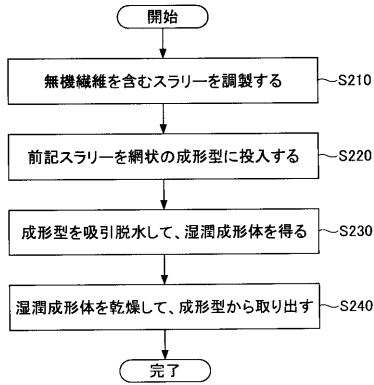 開始
無機繊維を含むスラリーを調製する
S210
前記スラリーを網状の成形型に投入する
S220
成形型を吸引脱水して、湿潤成形体を得る
S230
湿潤成形体を乾燥して、成形型から取り出す
S240
完了